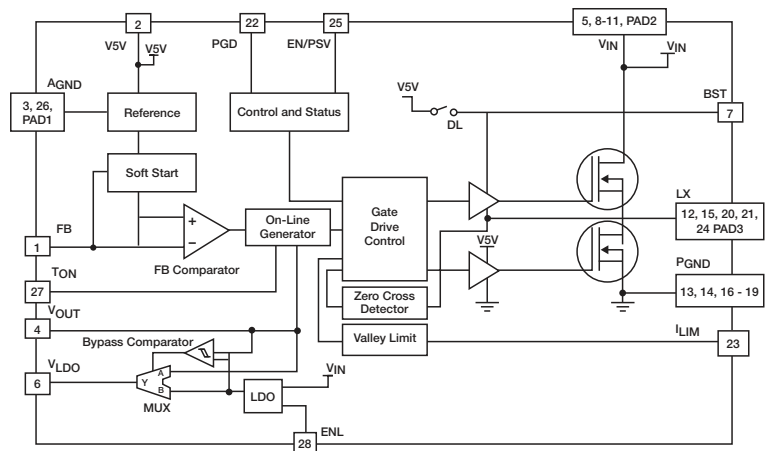 2
V5V
V5V
22
PGD
25
EN/PSV
5, 8-11, PAD2
VIN
VIN
AGND
3, 26,
PAD1
Reference
Control and Status
V5V
DL
BST
7
Soft Start
FB
1
+
−
FB Comparator
On-Line
Generator
Gate
Drive
Control
LX
12, 15, 20, 21,
24 PAD3
V5V
TON
27
Zero Cross
Detector
PGND
13, 14, 16 - 19
VOUT
4
Bypass Comparator
Valley Limit
ILIM
23
VLDO
6
Y
A
B
MUX
LDO
VIN
ENL
28